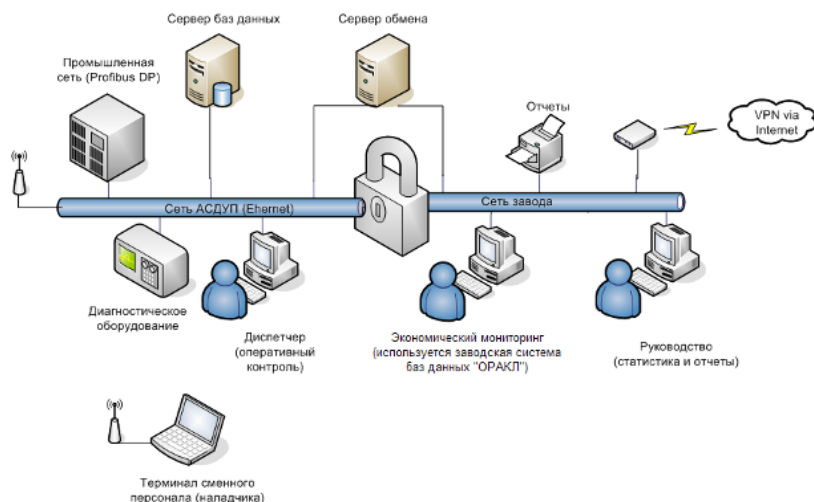 Сервер баз данных
Сервер обмена
Промышленная
сеть (Profibus DP)
Отчеты
VPN via
Internet
Сеть АСДУП (Ehernet)
Сеть завода
Диагностическое
оборудование
Диспетчер
(оперативный
контроль)
Экономический мониторинг
(используется заводская система
баз данных "ОРАКЛ")
Руководство
(статистика и отчеты)
Терминал сменного
персонала (наладчика)